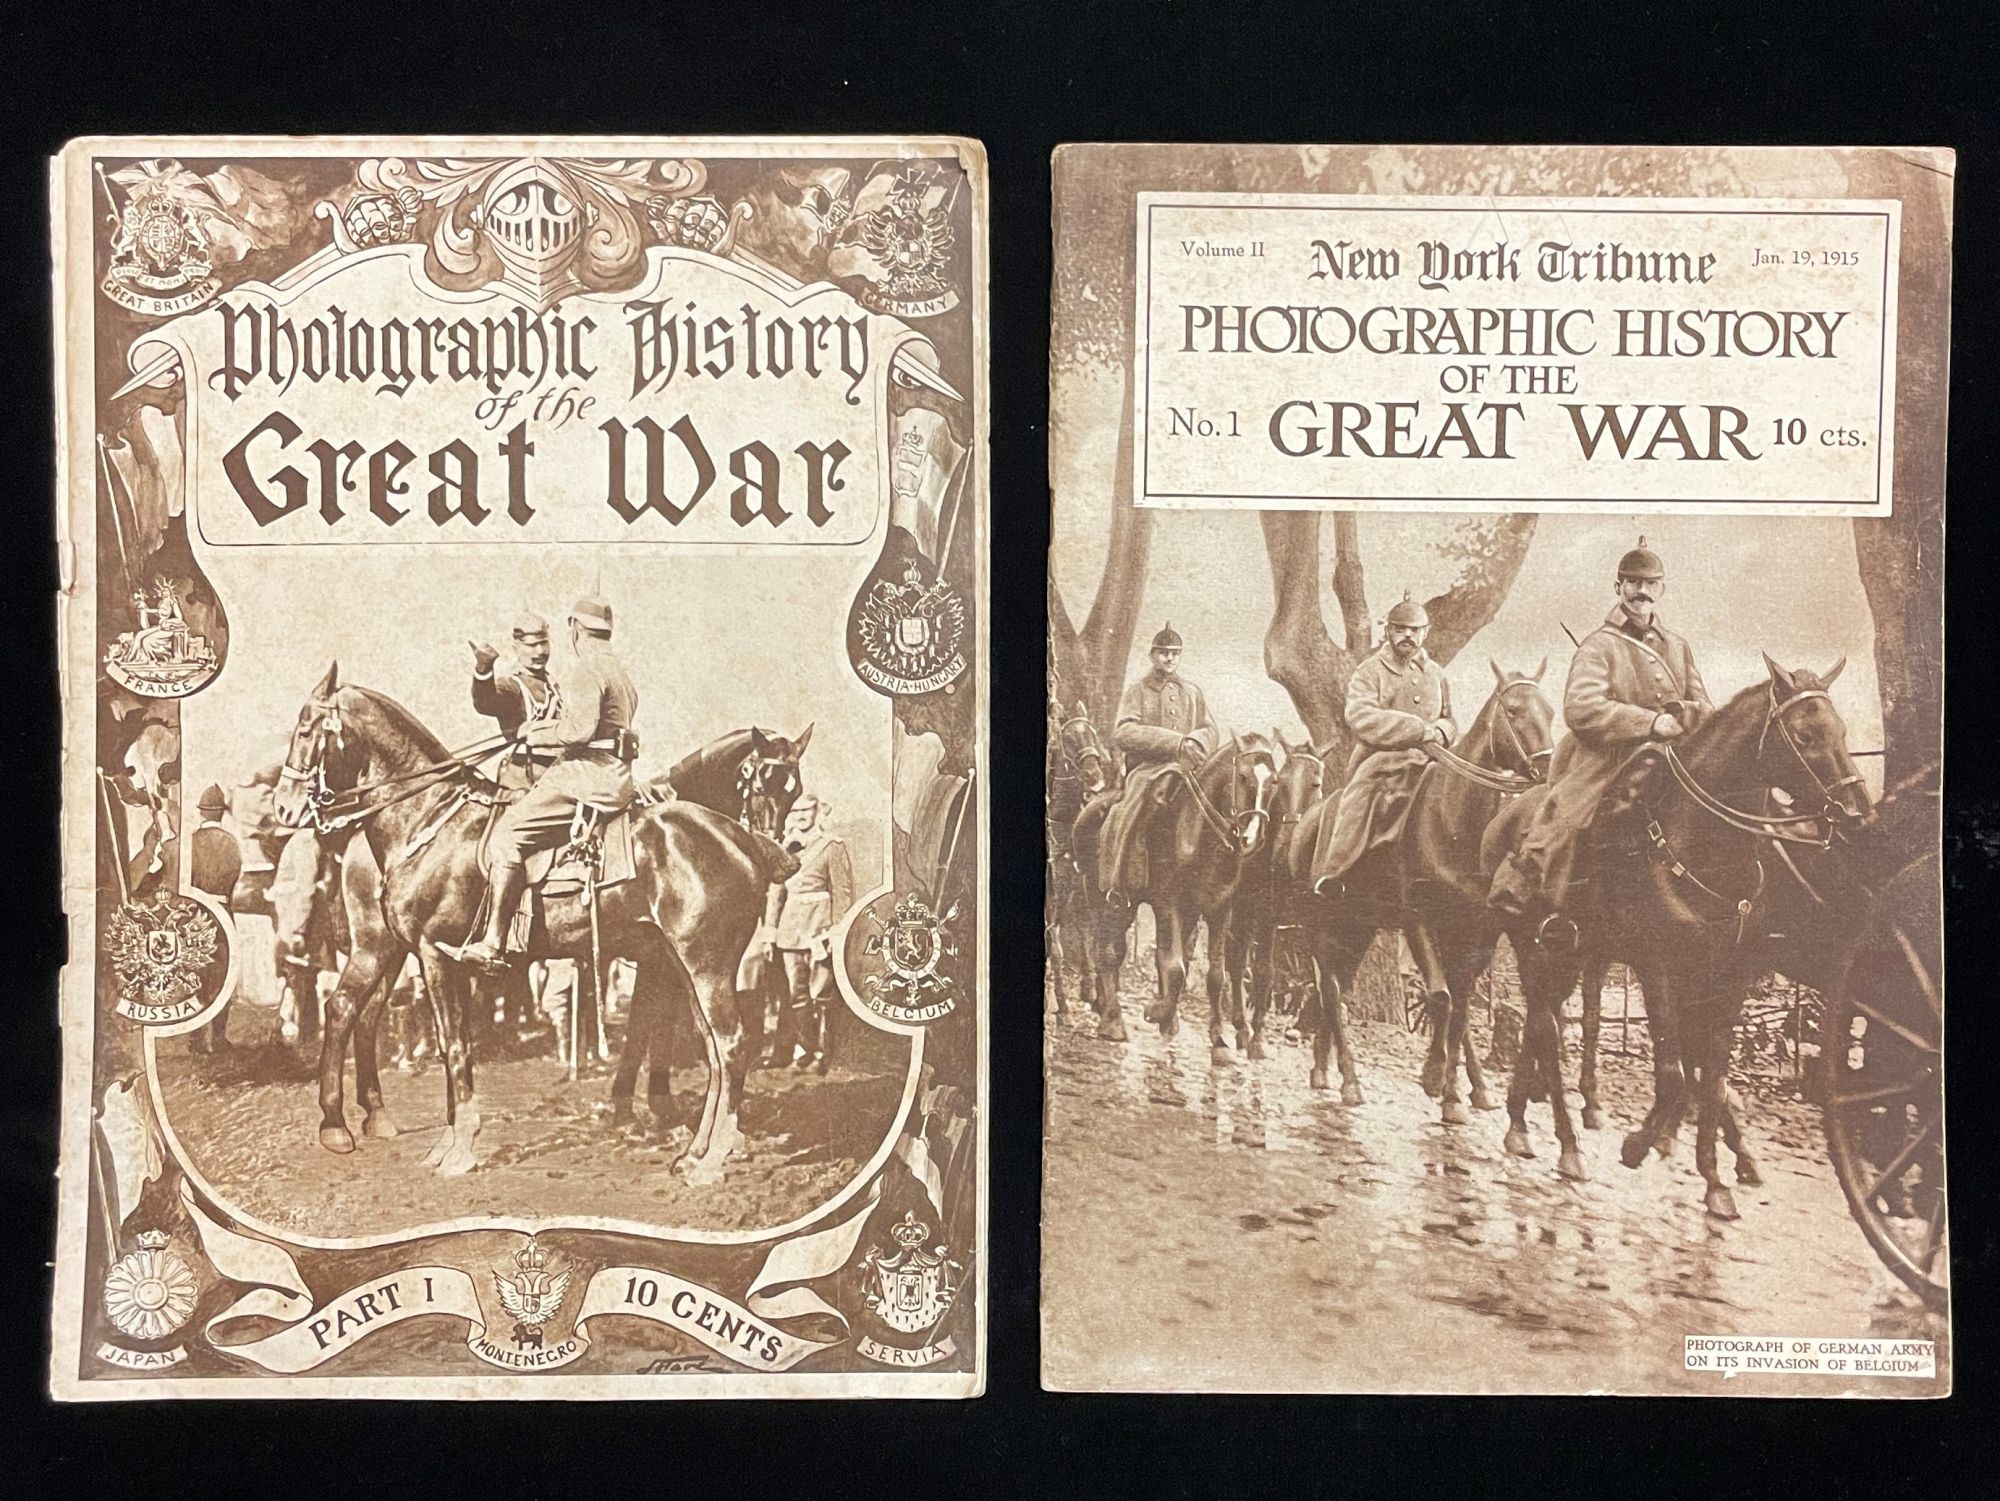 GREAT BRITAIN
GERMANY
Photographic History
of the
Great War
FRANCE
AUSTRIA-HUNGARY
RUSSIA
BELGIUM
PART I
10 CENTS
MONTENEGRO
JAPAN
SERVIA
Volume II
New York Tribune
Jan. 19, 1915
PHOTOGRAPHIC HISTORY
OF THE
No. 1
GREAT WAR
10 cts.
PHOTOGRAPH OF GERMAN ARMY
ON ITS INVASION OF BELGIUM